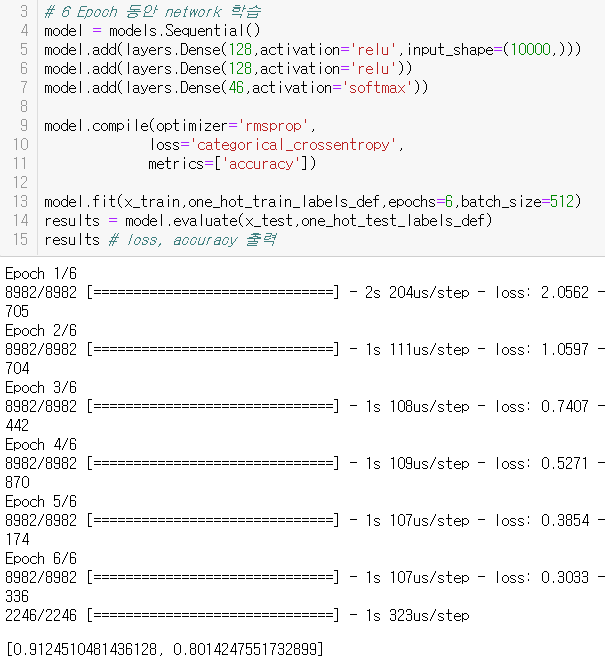 3 # 6 Epoch 동안 network 학습
4 model = models.Sequential()
5 model.add(layers.Dense(128,activation='relu',input_shape=(10000,)))
6 model.add(layers.Dense(128,activation='relu'))
7 model.add(layers.Dense(46,activation='softmax'))
8
9 model.compile(optimizer='rmsprop',
10 loss='categorical_crossentropy',
11 metrics=['accuracy'])
12
13 model.fit(x_train,one_hot_train_labels_def,epochs=6,batch_size=512)
14 results = model.evaluate(x_test,one_hot_test_labels_def)
15 results # loss, accuracy 출력
Epoch 1/6
8982/8982 [==============================] - 2s 204us/step - loss: 2.0562 -
705
Epoch 2/6
8982/8982 [==============================] - 1s 111us/step - loss: 1.0597 -
704
Epoch 3/6
8982/8982 [==============================] - 1s 108us/step - loss: 0.7407 -
442
Epoch 4/6
8982/8982 [==============================] - 1s 109us/step - loss: 0.5271 -
870
Epoch 5/6
8982/8982 [==============================] - 1s 107us/step - loss: 0.3854 -
174
Epoch 6/6
8982/8982 [==============================] - 1s 107us/step - loss: 0.3033 -
336
2246/2246 [==============================] - 1s 323us/step
[0.9124510481436128, 0.8014247551732899]